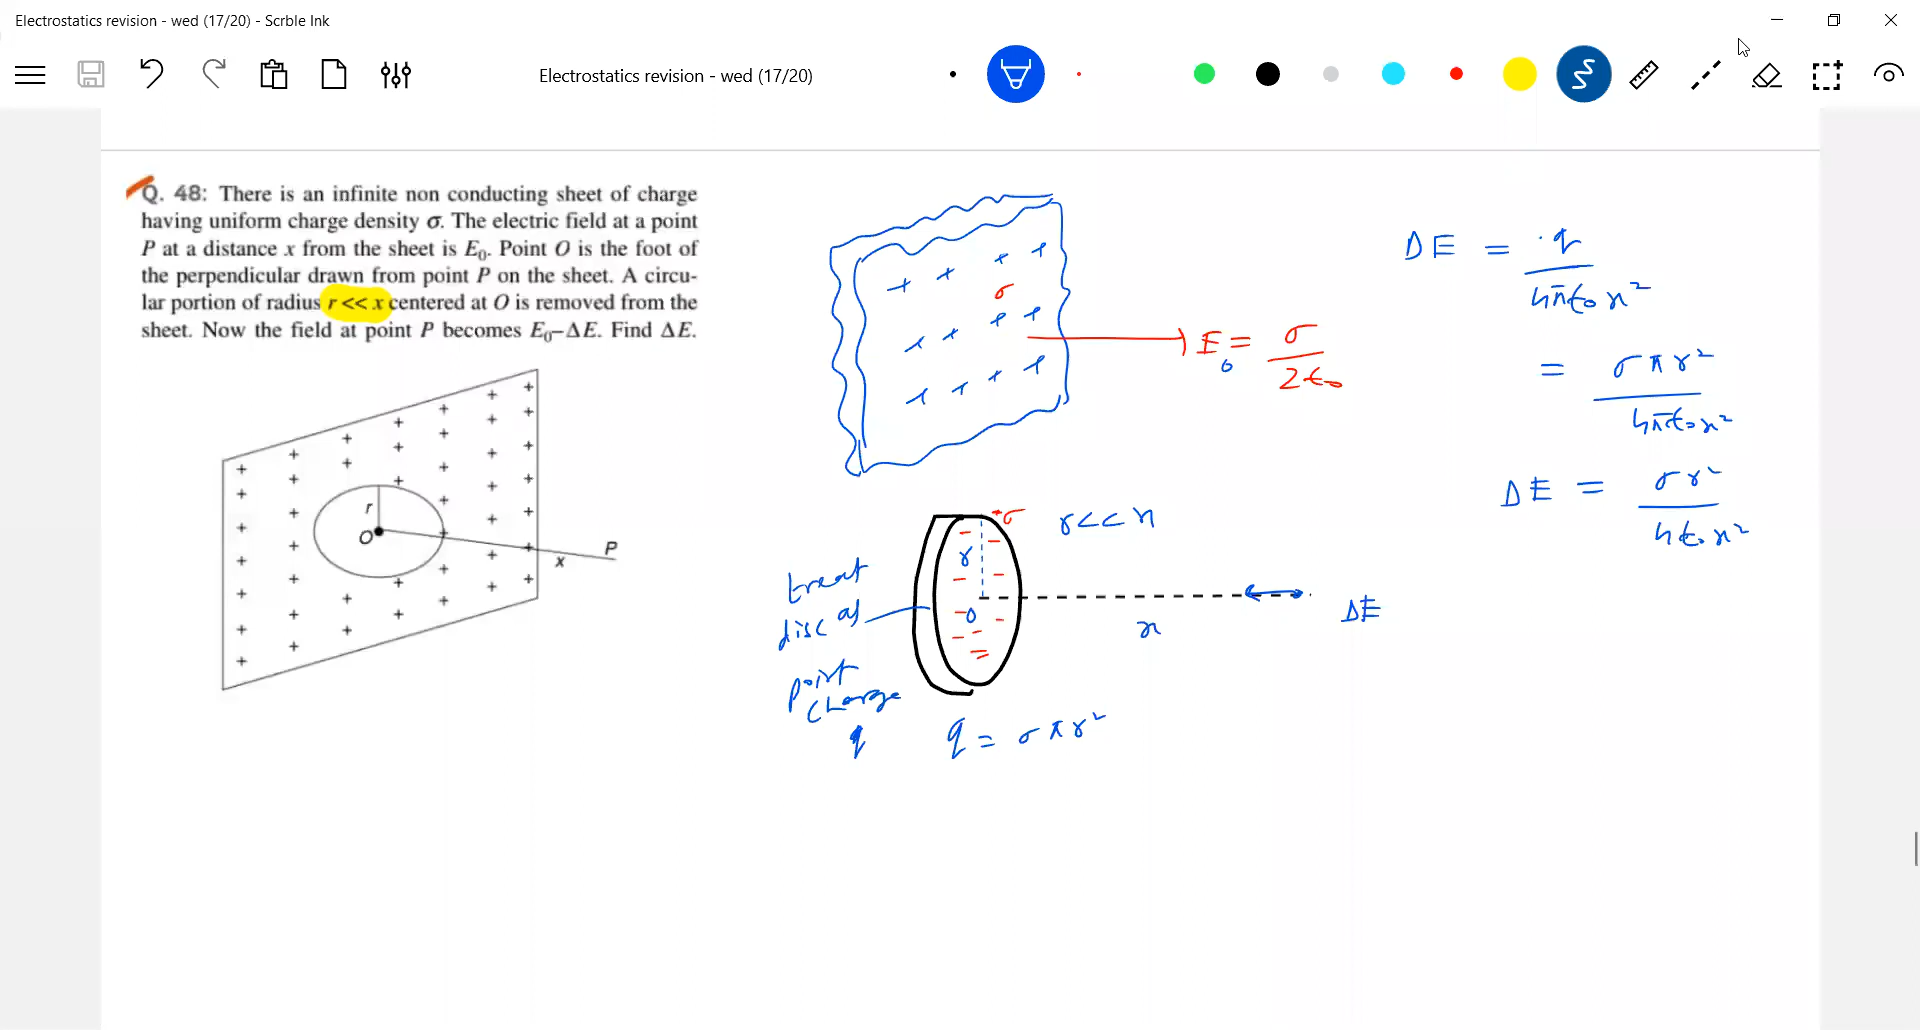 Electrostatics revision - wed (17/20) - Scrble Ink
Electrostatics revision - wed (17/20)
Q. 48: There is an infinite non conducting sheet of charge
having uniform charge density σ. The electric field at a point
P at a distance x from the sheet is E₀. Point O is the foot of
the perpendicular drawn from point P on the sheet. A circu-
lar portion of radius r << x centered at O is removed from the
sheet. Now the field at point P becomes E₀–ΔE. Find ΔE.
r
O
x
P
σ
E₀ = σ / 2ε₀
σ
r << x
r
O
x
ΔE
treat
disc as
point
charge
q
q = σπr²
ΔE = q / 4πε₀x²
= σπr² / 4πε₀x²
ΔE = σr² / 4ε₀x²